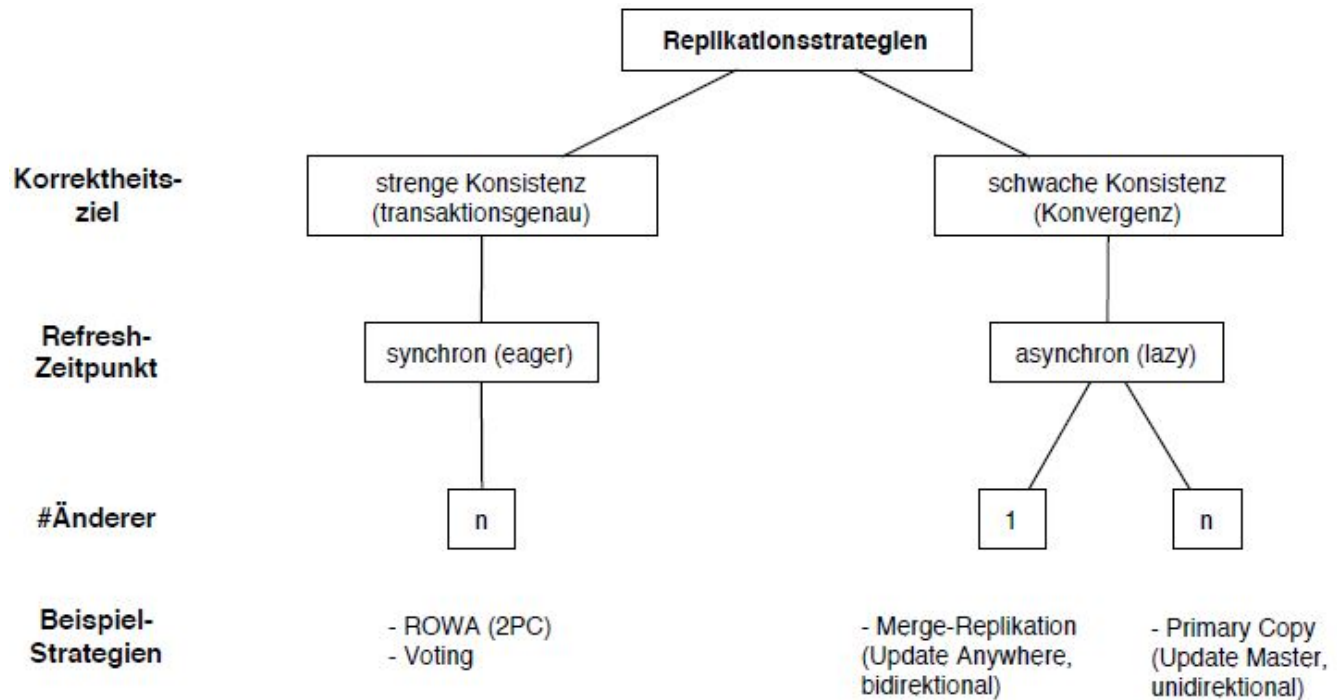 Replikationsstrategien
Korrektheits-
ziel
strenge Konsistenz
(transaktionsgenau)
schwache Konsistenz
(Konvergenz)
Refresh-
Zeitpunkt
synchron (eager)
asynchron (lazy)
#Änderer
n
1
n
Beispiel-
Strategien
- ROWA (2PC)
- Voting
- Merge-Replikation
(Update Anywhere,
bidirektional)
- Primary Copy
(Update Master,
unidirektional)